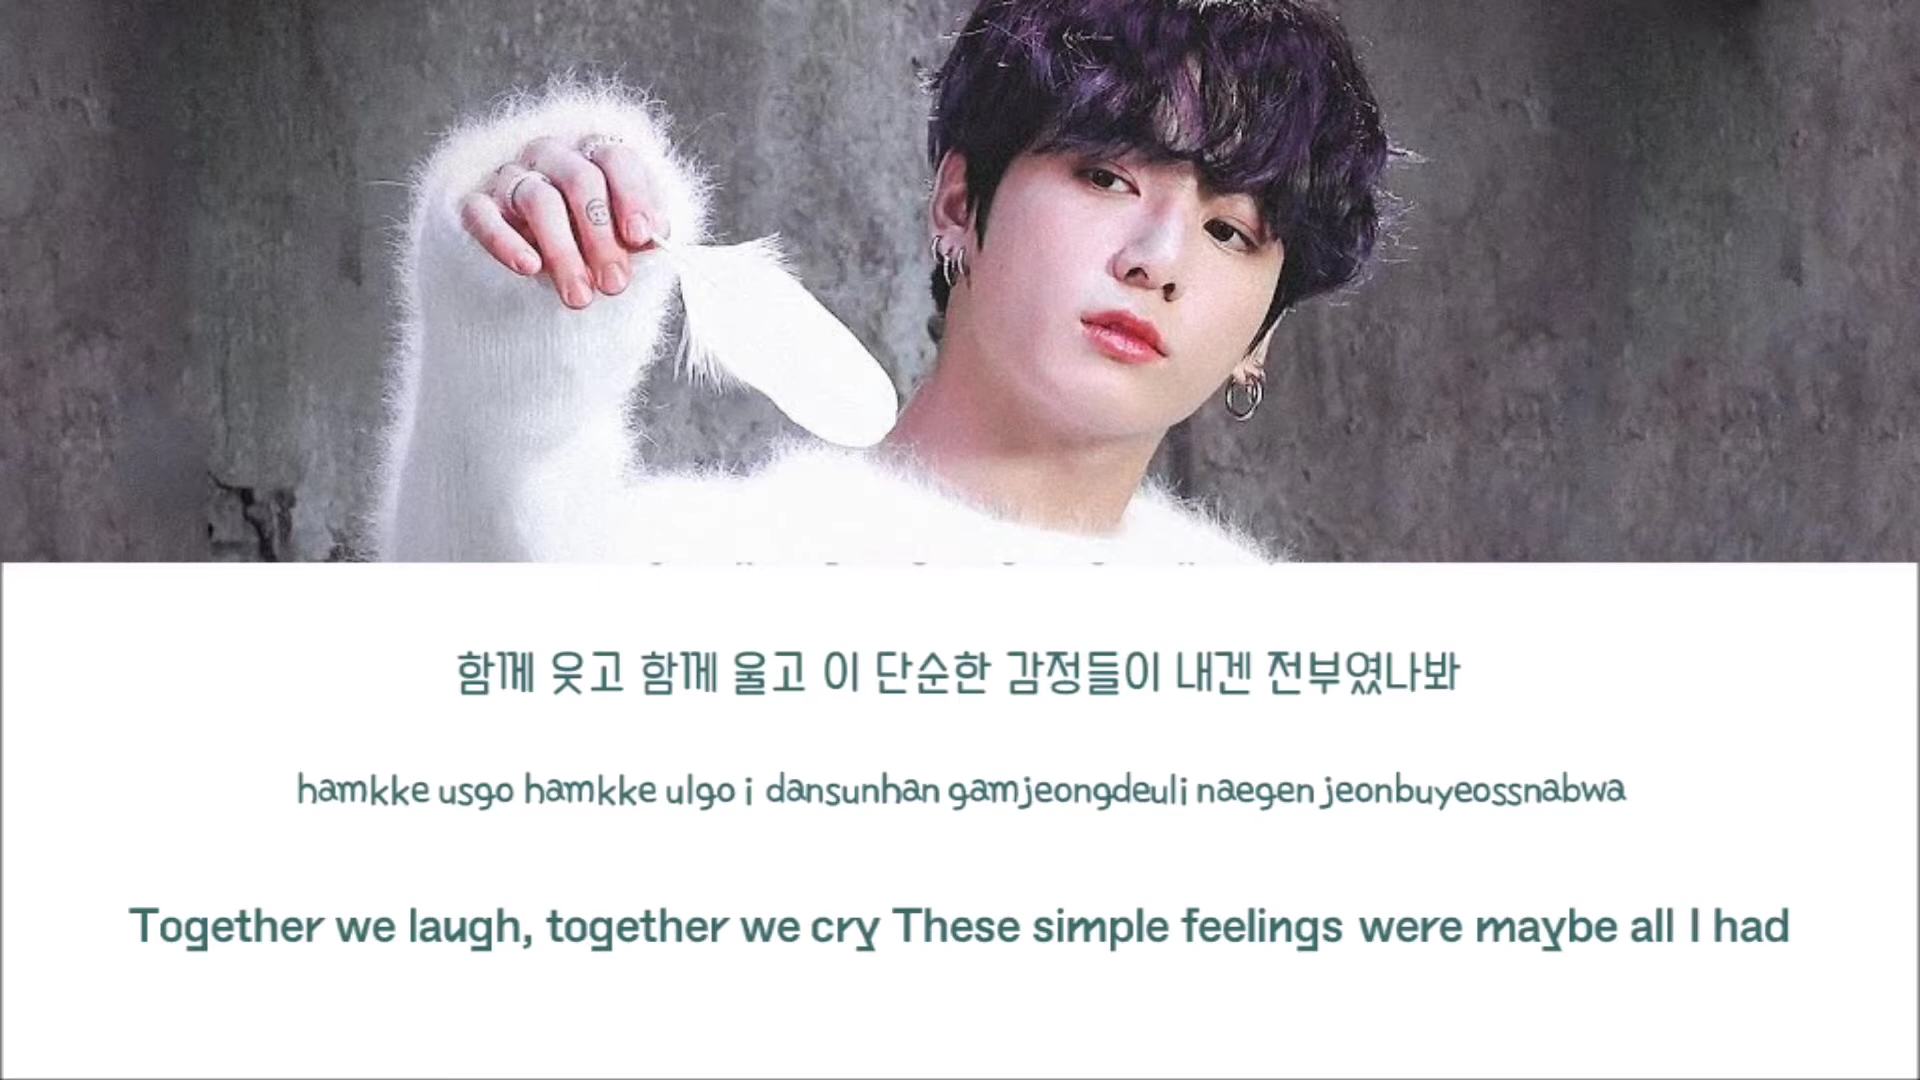 함께 웃고 함께 울고 이 단순한 감정들이 내겐 전부였나봐
hamkke usgo hamkke ulgo i dansunhan gamjeongdeuli naegen jeonbuyeossnabwa
Together we laugh, together we cry These simple feelings were maybe all I had